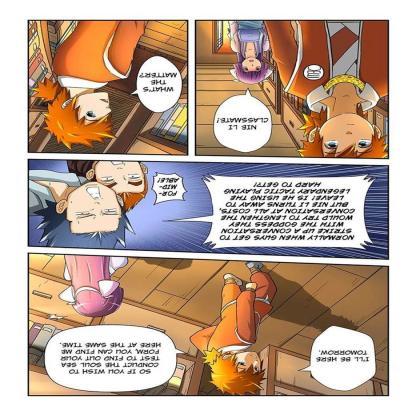 I'LL BE HERE
TOMORROW.
SO IF YOU WISH TO
CONDUCT THE SOUL SEA
TEST OUT YOUR
FORM, YOU CAN FIND ME
HERE AT THE SAME TIME.
NORMALLY WHEN GUYS GET TO
STRIKE UP A CONVERSATION
WITH THE GODDESS THEY
WOULD TRY TO LENGTHEN THE
CONVERSATION AT ALL COSTS,
BUT LIE LI TURNS AWAY TO
LEAVE! IS HE USING THE
LEGENDARY TACTIC PLAYING
HARD TO GET?!
FOR-
MID-
ABLE!
NIE LI
CLASSMATE!
WHAT'S
THE
MATTER?